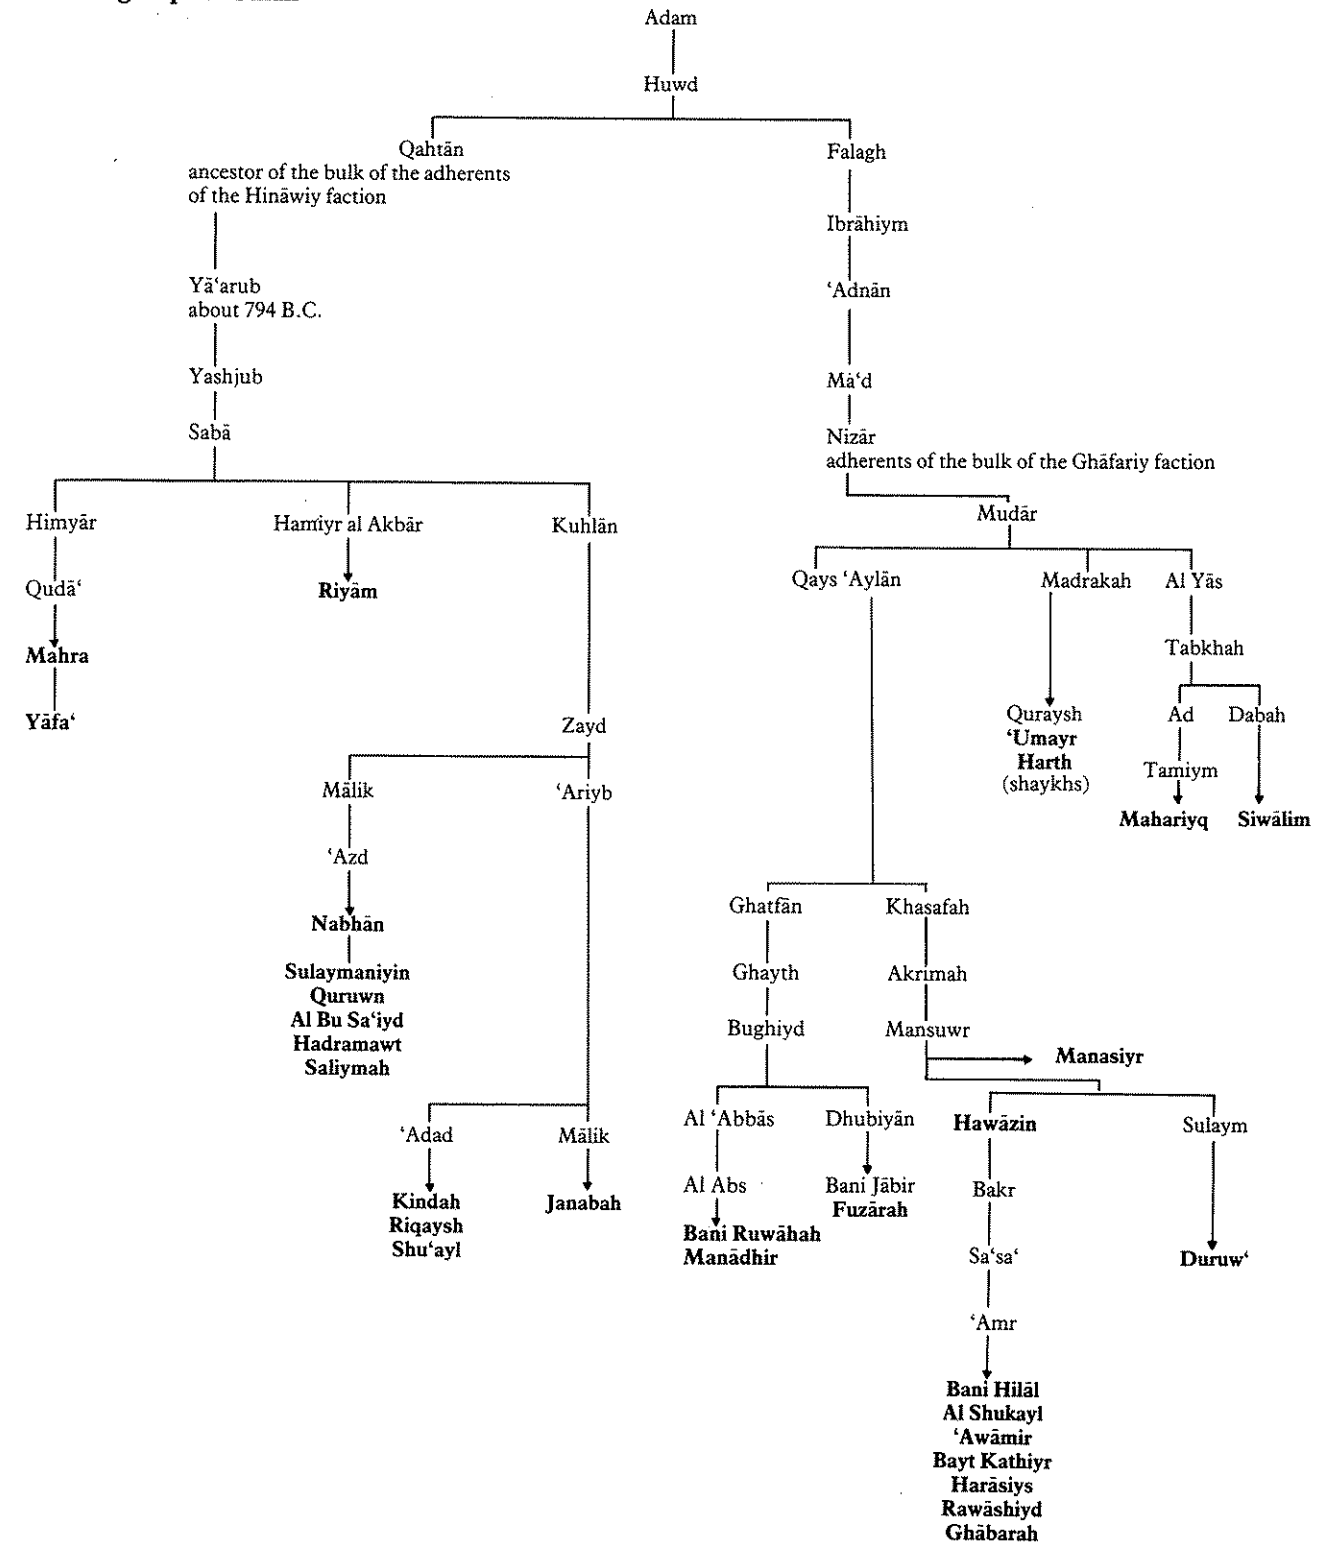 Adam
Huwd
Qahtān
ancestor of the bulk of the adherents
of the Hināwiy faction
Falagh
Ibrāhiym
Yā‘arub
about 794 B.C.
‘Adnān
Yashjub
Mā‘d
Sabā
Nizār
adherents of the bulk of the Ghāfariy faction
Himyār
Hamiyr al Akbār
Kuhlān
Mudār
Qudā‘
Riyām
Qays ‘Aylān
Madrakah
Al Yās
Mahra
Tabkhah
Yāfa‘
Zayd
Quraysh
‘Umayr
Harth
(shaykhs)
Ad
Dabah
Tamiym
Mahariyq
Siwālim
Mālik
‘Ariyb
‘Azd
Nabhān
Ghatfān
Khasafah
Sulaymaniyin
Quruwn
Al Bu Sa‘iyd
Hadramawt
Saliymah
Ghayth
Akrimah
Bughiyd
Mansuwr
Manasiyr
‘Adad
Mālik
Al ‘Abbās
Dhubiyān
Hawāzin
Sulaym
Kindah
Riqaysh
Shu‘ayl
Janabah
Al Abs
Bani Jābir
Fuzārah
Bakr
Bani Ruwāhah
Manādhir
Sa‘sa‘
Duruw‘
‘Amr
Bani Hilāl
Al Shukayl
‘Awāmir
Bayt Kathiyr
Harāsiys
Rawāshiyd
Ghābarah